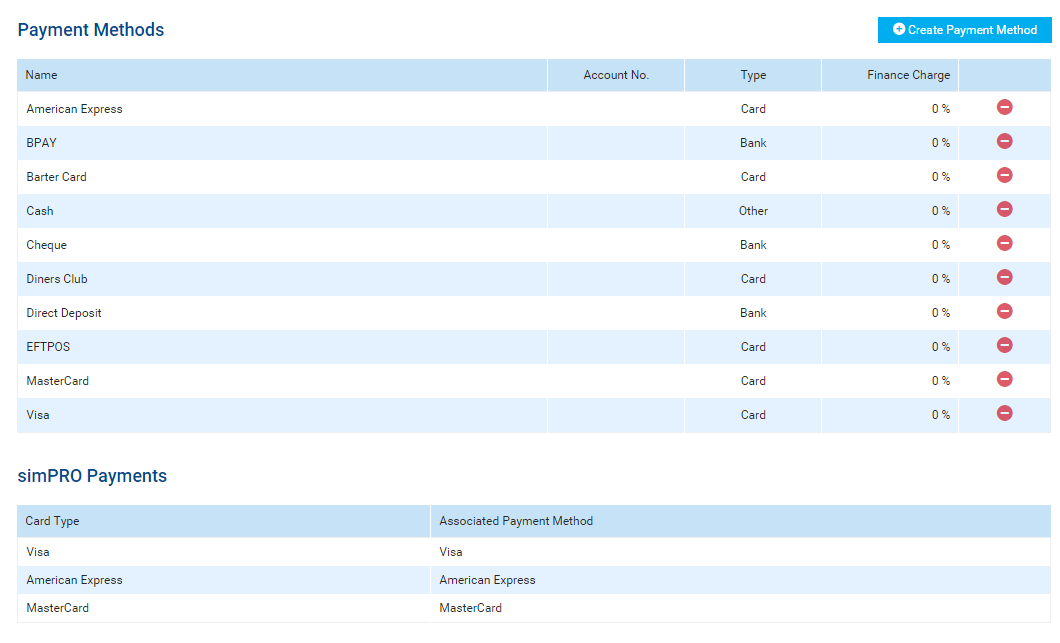 Payment Methods
Create Payment Method
Name Account No. Type Finance Charge
American Express Card 0 %
BPAY Bank 0 %
Barter Card Card 0 %
Cash Other 0 %
Cheque Bank 0 %
Diners Club Card 0 %
Direct Deposit Bank 0 %
EFTPOS Card 0 %
MasterCard Card 0 %
Visa Card 0 %
simPRO Payments
Card Type Associated Payment Method
Visa Visa
American Express American Express
MasterCard MasterCard